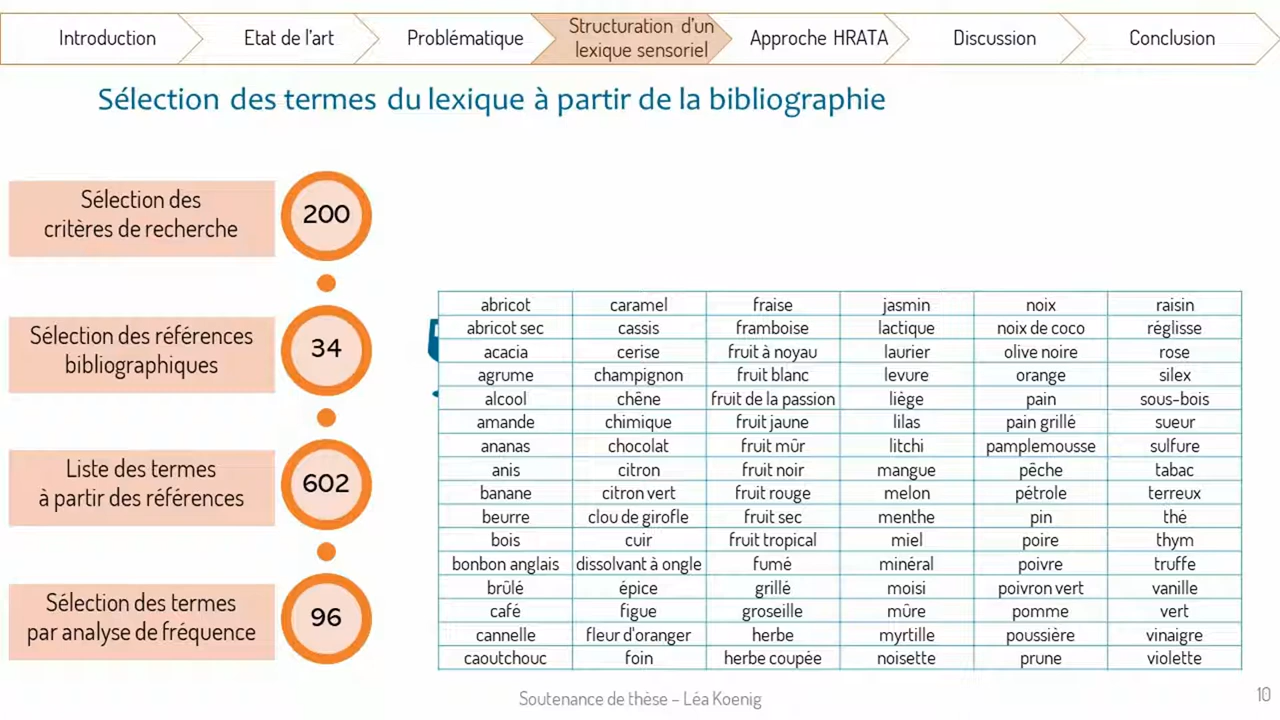 Introduction
Etat de l'art
Problématique
Structuration d'un
lexique sensoriel
Approche HRATA
Discussion
Conclusion
Sélection des termes du lexique à partir de la bibliographie
Sélection des
critères de recherche
200
Sélection des références
bibliographiques
34
Liste des termes
à partir des références
602
Sélection des termes
par analyse de fréquence
96
abricot caramel fraise jasmin noix raisin
abricot sec cassis framboise lactique noix de coco réglisse
acacia cerise fruit à noyau laurier olive noire rose
agrume champignon fruit blanc levure orange silex
alcool chêne fruit de la passion liège pain sous-bois
amande chimique fruit jaune lilas pain grillé sueur
ananas chocolat fruit mûr litchi pamplemousse sulfure
anis citron fruit noir mangue pêche tabac
banane citron vert fruit rouge melon pétrole terreux
beurre clou de girofle fruit sec menthe pin thé
bois cuir fruit tropical miel poire thym
bonbon anglais dissolvant à ongle fumé minéral poivre truffe
brûlé épice grillé moisi poivron vert vanille
café figue groseille mûre pomme vert
cannelle fleur d'oranger herbe myrtille poussière vinaigre
caoutchouc foin herbe coupée noisette prune violette
Soutenance de thèse – Léa Koenig
10